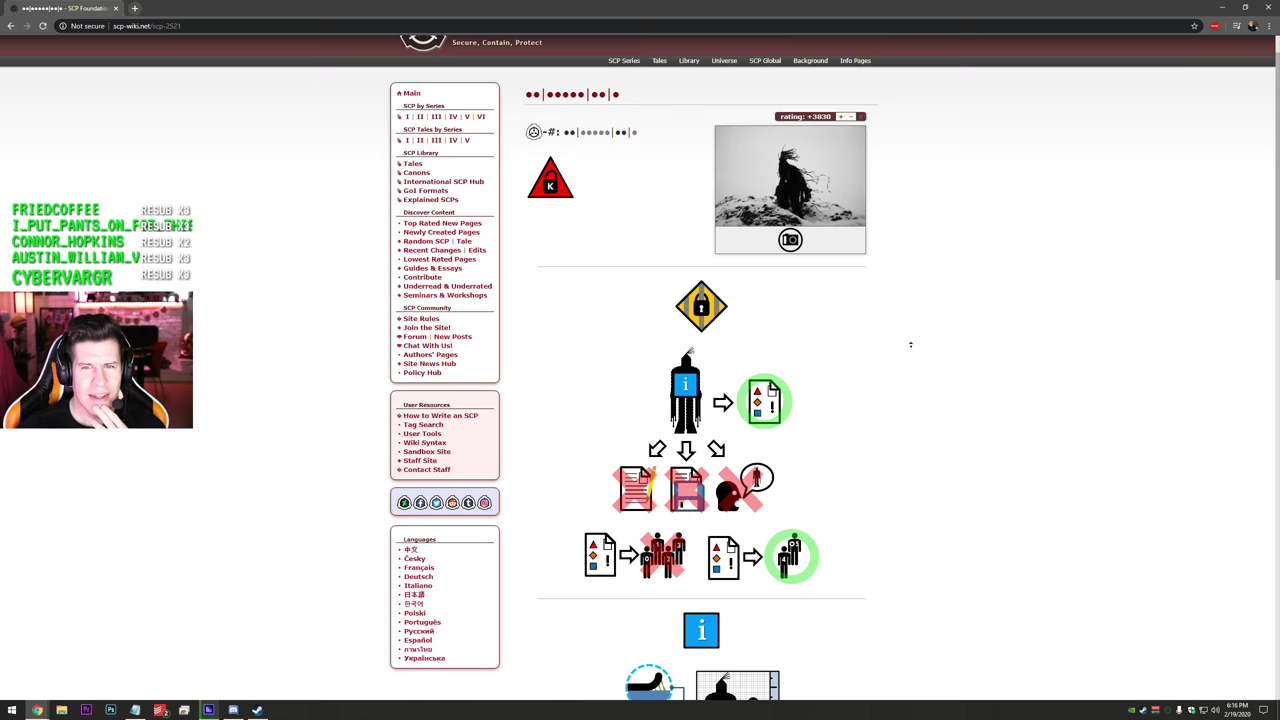 ●●|●●●●●|●●|● - SCP Foundati
Not secure | scp-wiki.net/scp-2521
Secure, Contain, Protect
SCP Series Tales Library Universe SCP Global Background Info Pages
Main
SCP by Series
I | II | III | IV | V | VI
SCP Tales by Series
I | II | III | IV | V
SCP Library
Tales
Canons
International SCP Hub
GoI Formats
Explained SCPs
Discover Content
Top Rated New Pages
Newly Created Pages
Random SCP | Tale
Recent Changes | Edits
Lowest Rated Pages
Guides & Essays
Contribute
Underread & Underrated
Seminars & Workshops
SCP Community
Site Rules
Join the Site!
Forum | New Posts
Chat With Us!
Authors' Pages
Site News Hub
Policy Hub
User Resources
How to Write an SCP
Tag Search
User Tools
Wiki Syntax
Sandbox Site
Staff Site
Contact Staff
Languages
中文
Česky
Français
Deutsch
Italiano
日本語
한국어
Polski
Português
Русский
Español
ภาษาไทย
Українська
●●|●●●●●|●●|●
rating: +3830 + − x
-#: ●●|●●●●●|●●|●
K
i
!
! !
i
FRIEDCOFFEE RESUB X3
RESUB X3
CONNOR_HOPKINS RESUB X2
AUSTIN_WILLIAM_V RESUB X3
CYBERVARGR RESUB X3
6:16 PM
2/19/2020